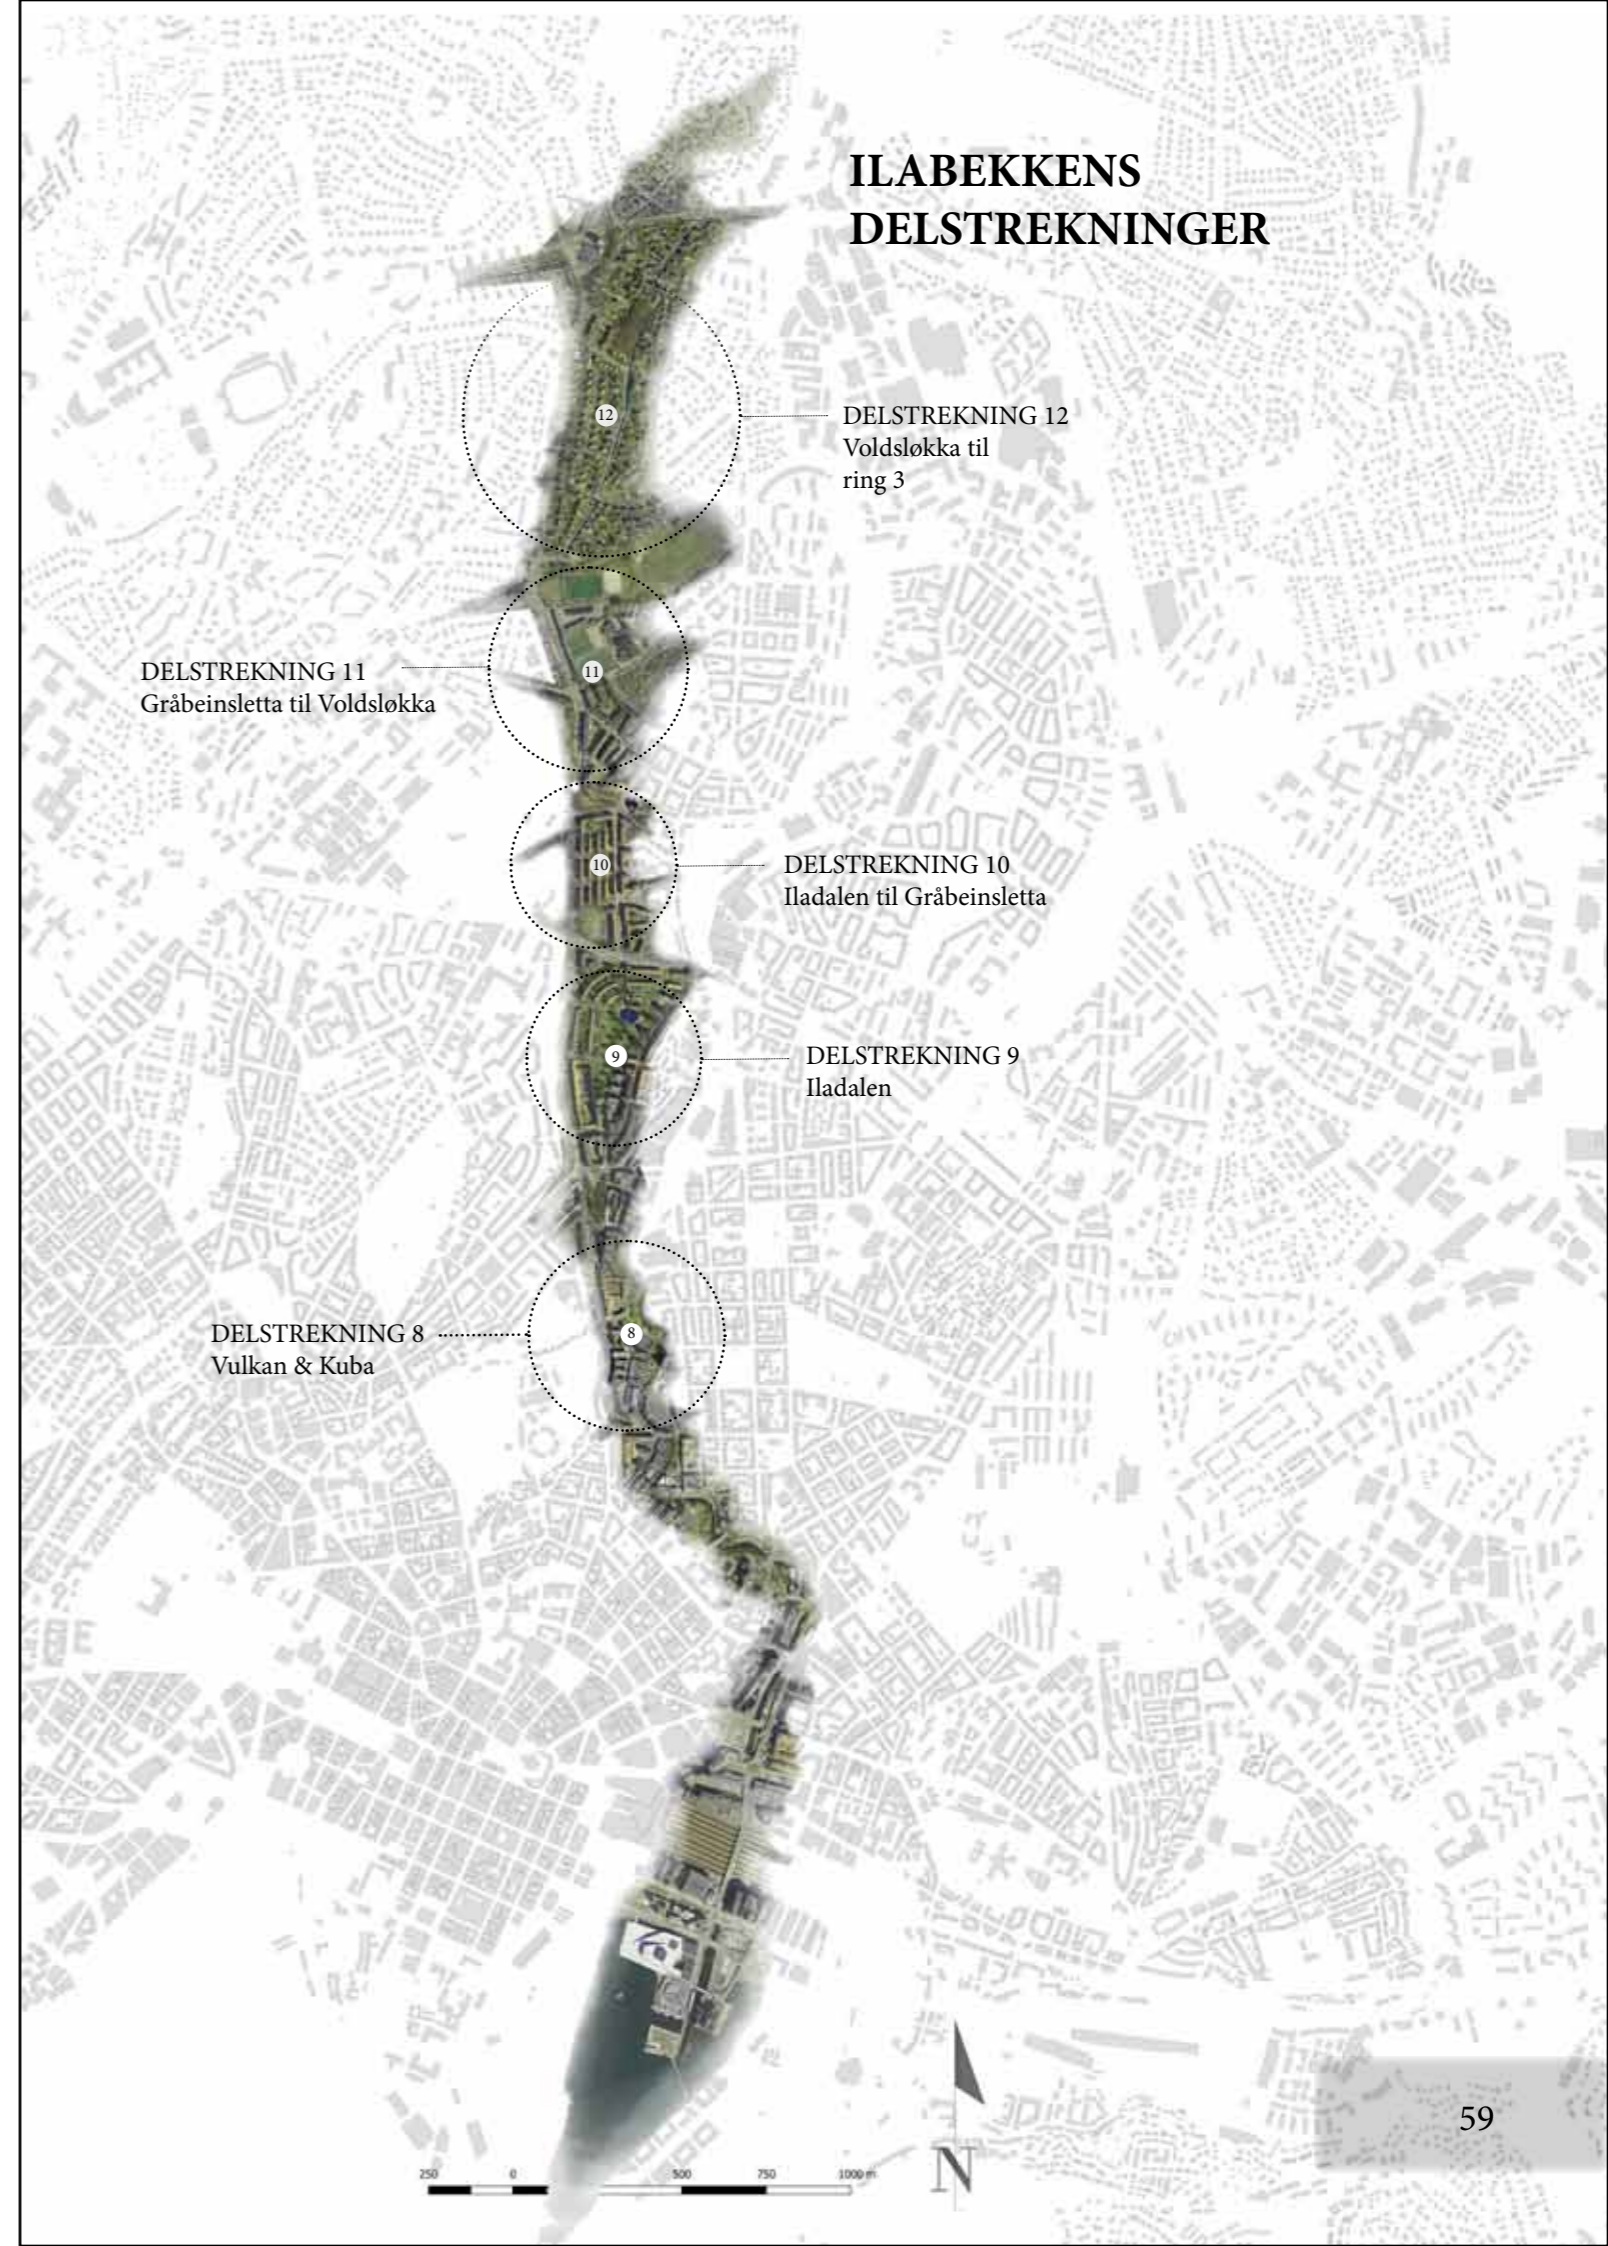 ILABEKKENS
DELSTREKNINGER
12
DELSTREKNING 12
Voldsløkka til
ring 3
DELSTREKNING 11
Gråbeinsletta til Voldsløkka
11
10
DELSTREKNING 10
Iladalen til Gråbeinsletta
9
DELSTREKNING 9
Iladalen
DELSTREKNING 8
Vulkan & Kuba
8
250 0 500 750 1000 m
N
59